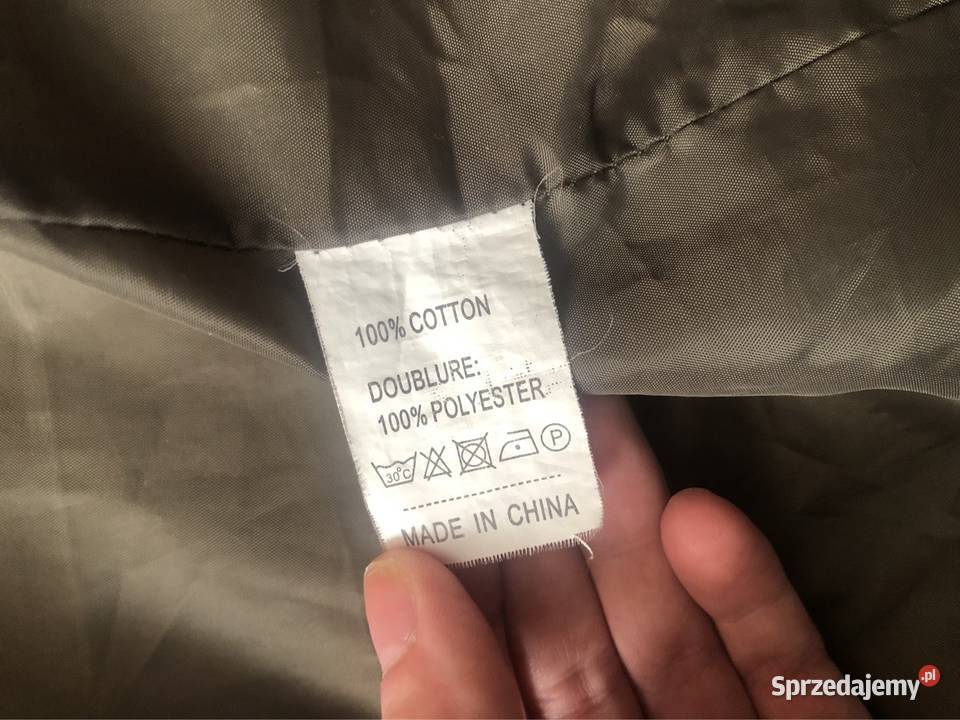 100% COTTON
DOUBLURE:
100% POLYESTER
30°C
P
MADE IN CHINA
Sprzedajemy.pl